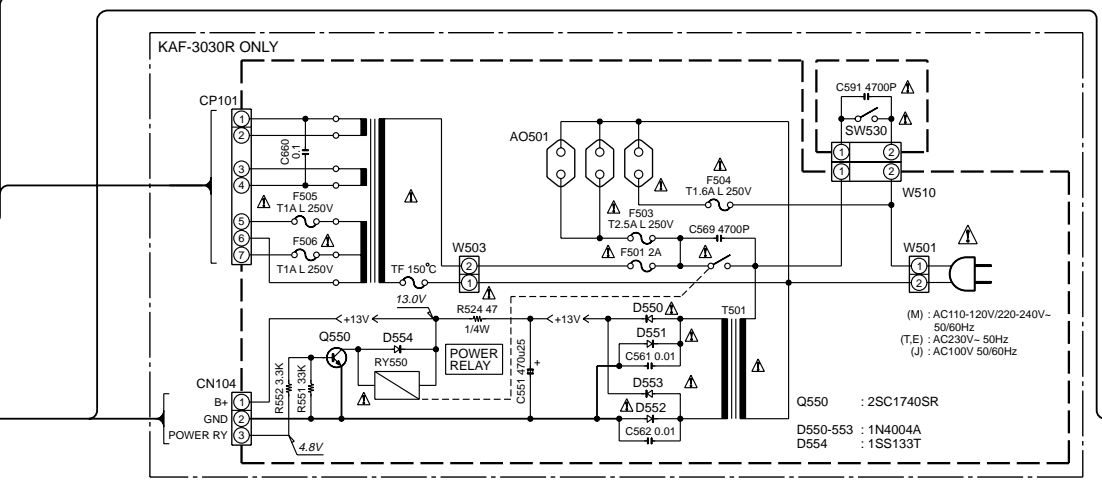 KAF-3030R ONLY
CP101
1
2
3
4
5
6
7
C660
0.1
F505
T1A L 250V
F506
T1A L 250V
TF 150°C
W503
2
1
AO501
F504
T1.6A L 250V
F503
T2.5A L 250V
C569 4700P
F501 2A
C591 4700P
SW530
1
2
1
2
W510
W501
1
2
(M) : AC110-120V/220-240V~
50/60Hz
(T,E) : AC230V~ 50Hz
(J) : AC100V 50/60Hz
13.0V
+13V
R524 47
1/4W
+13V
D550
D551
C561 0.01
D553
D552
C562 0.01
T501
Q550
D554
RY550
POWER
RELAY
C551 470u25
+
R552 3.3K
R551 33K
CN104
B+
1
GND
2
POWER RY
3
4.8V
Q550 : 2SC1740SR
D550-553 : 1N4004A
D554 : 1SS133T